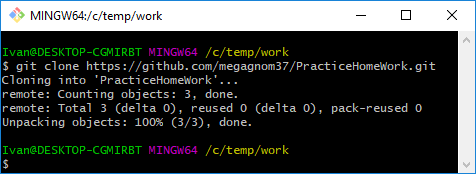 MINGW64:/c/temp/work
Ivan@DESKTOP-CGMIRBT MINGW64 /c/temp/work
$ git clone https://github.com/megagnom37/PracticeHomeWork.git
Cloning into 'PracticeHomeWork'...
remote: Counting objects: 3, done.
remote: Total 3 (delta 0), reused 0 (delta 0), pack-reused 0
Unpacking objects: 100% (3/3), done.
Ivan@DESKTOP-CGMIRBT MINGW64 /c/temp/work
$